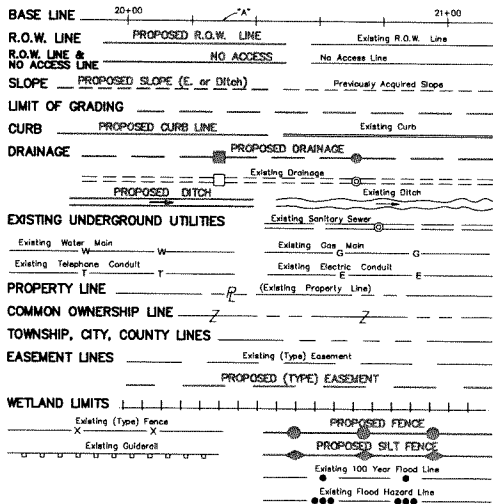 20+00 "A" 21+00
BASE LINE
R.O.W. LINE PROPOSED R.O.W. LINE Existing R.O.W. Line
R.O.W. LINE & NO ACCESS No Access Line
NO ACCESS LINE
SLOPE PROPOSED SLOPE (E. or Ditch) Previously Acquired Slope
LIMIT OF GRADING
CURB PROPOSED CURB LINE Existing Curb
DRAINAGE PROPOSED DRAINAGE
Existing Drainage
PROPOSED DITCH Existing Ditch
EXISTING UNDERGROUND UTILITIES Existing Sanitary Sewer
Existing Water Main Existing Gas Main
W W G G
Existing Telephone Conduit Existing Electric Conduit
T T E E
PROPERTY LINE PL (Existing Property Line)
COMMON OWNERSHIP LINE Z Z
TOWNSHIP, CITY, COUNTY LINES
EASEMENT LINES Existing (Type) Easement
PROPOSED (TYPE) EASEMENT
WETLAND LIMITS
Existing (Type) Fence PROPOSED FENCE
X X
Existing Guiderail PROPOSED SILT FENCE
Existing 100 Year Flood Line
Existing Flood Hazard Line